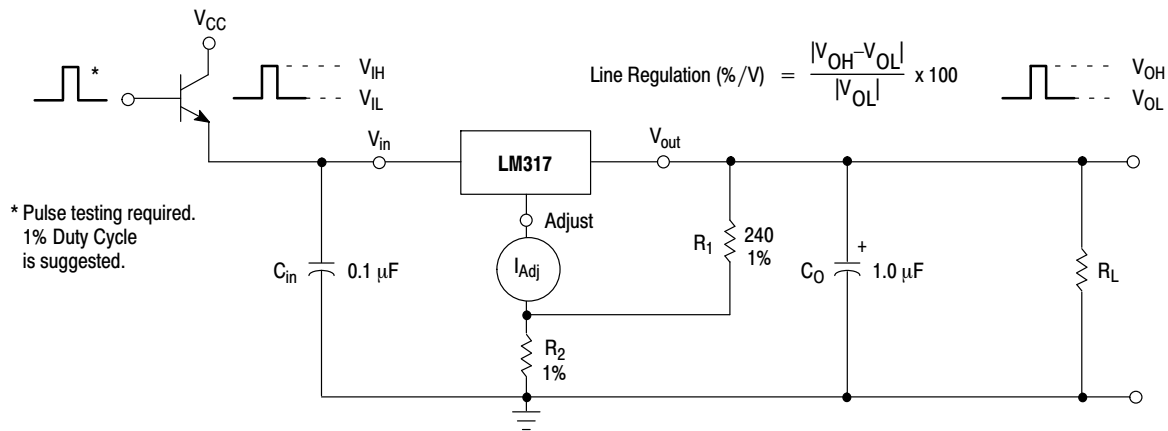 V_CC
*
V_IH
V_IL
Line Regulation (%/V) = |V_OH–V_OL| / |V_OL| x 100
V_OH
V_OL
V_in
LM317
V_out
* Pulse testing required.
1% Duty Cycle
is suggested.
Adjust
I_Adj
R_1
240
1%
C_in
0.1 μF
C_O
+
1.0 μF
R_L
R_2
1%